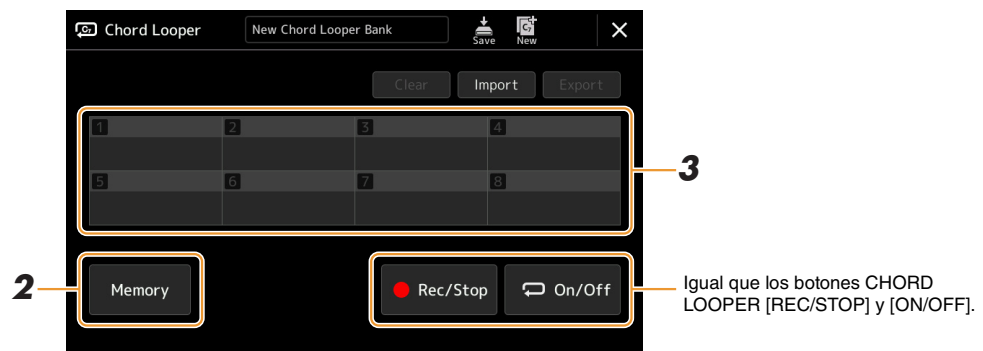 Chord Looper
New Chord Looper Bank
Save
New
Clear
Import
Export
1 2 3 4
5 6 7 8
3
2
Memory
Rec/Stop
On/Off
Igual que los botones CHORD
LOOPER [REC/STOP] y [ON/OFF].